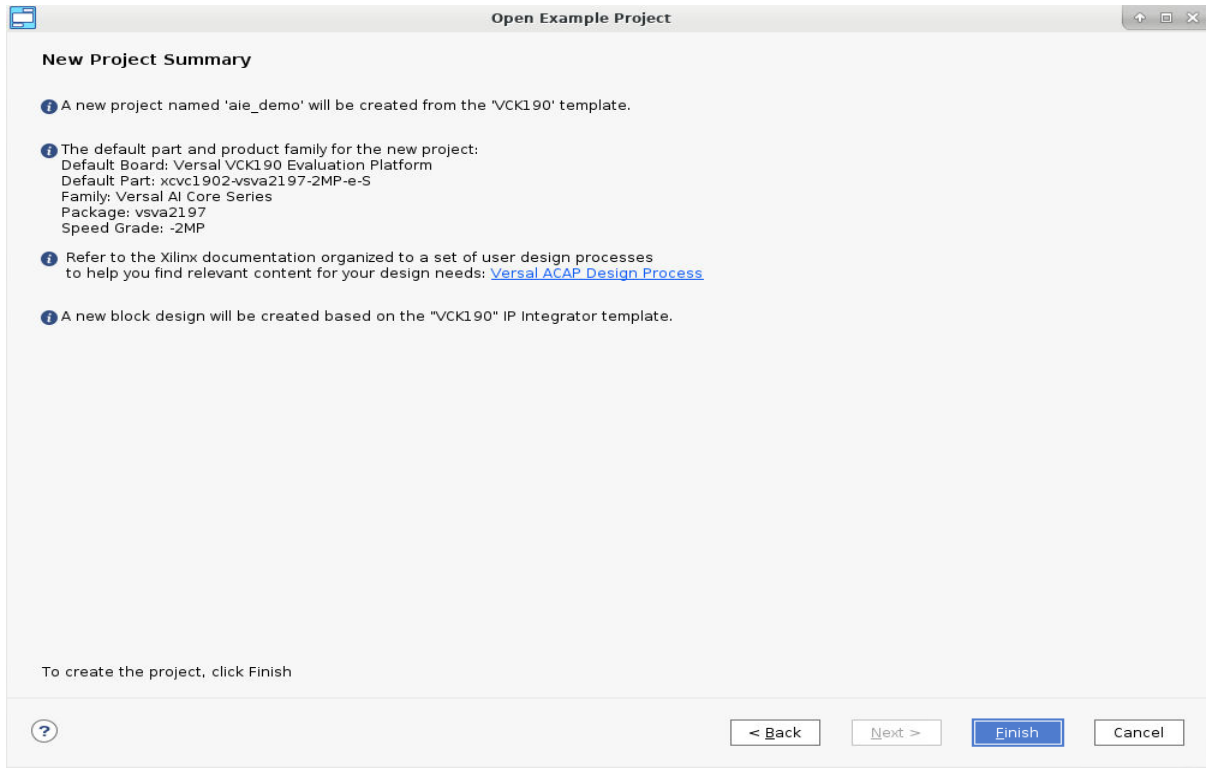 Open Example Project
New Project Summary
A new project named 'aie_demo' will be created from the 'VCK190' template.
The default part and product family for the new project:
Default Board: Versal VCK190 Evaluation Platform
Default Part: xcvc1902-vsva2197-2MP-e-S
Family: Versal AI Core Series
Package: vsva2197
Speed Grade: -2MP
Refer to the Xilinx documentation organized to a set of user design processes
to help you find relevant content for your design needs: Versal ACAP Design Process
A new block design will be created based on the "VCK190" IP Integrator template.
To create the project, click Finish
? < Back Next > Finish Cancel